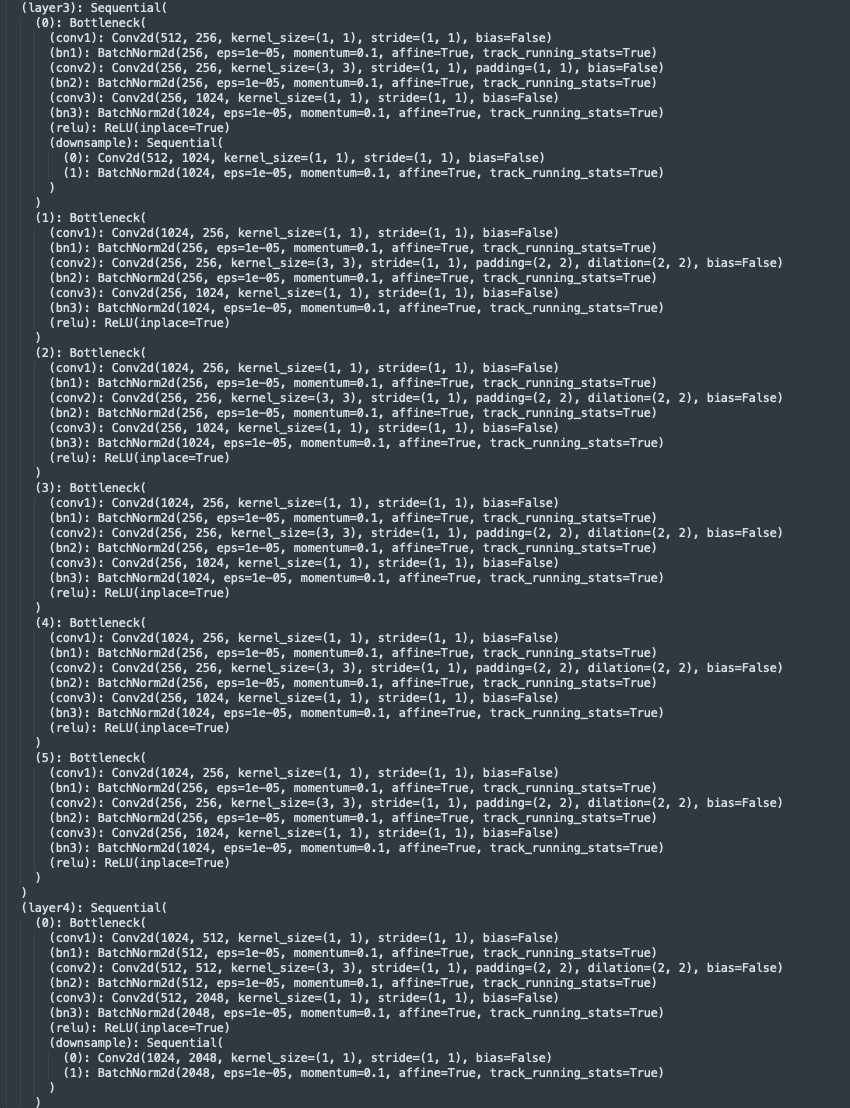 (layer3): Sequential(
(0): Bottleneck(
(conv1): Conv2d(512, 256, kernel_size=(1, 1), stride=(1, 1), bias=False)
(bn1): BatchNorm2d(256, eps=1e-05, momentum=0.1, affine=True, track_running_stats=True)
(conv2): Conv2d(256, 256, kernel_size=(3, 3), stride=(1, 1), padding=(1, 1), bias=False)
(bn2): BatchNorm2d(256, eps=1e-05, momentum=0.1, affine=True, track_running_stats=True)
(conv3): Conv2d(256, 1024, kernel_size=(1, 1), stride=(1, 1), bias=False)
(bn3): BatchNorm2d(1024, eps=1e-05, momentum=0.1, affine=True, track_running_stats=True)
(relu): ReLU(inplace=True)
(downsample): Sequential(
(0): Conv2d(512, 1024, kernel_size=(1, 1), stride=(1, 1), bias=False)
(1): BatchNorm2d(1024, eps=1e-05, momentum=0.1, affine=True, track_running_stats=True)
)
)
(1): Bottleneck(
(conv1): Conv2d(1024, 256, kernel_size=(1, 1), stride=(1, 1), bias=False)
(bn1): BatchNorm2d(256, eps=1e-05, momentum=0.1, affine=True, track_running_stats=True)
(conv2): Conv2d(256, 256, kernel_size=(3, 3), stride=(1, 1), padding=(2, 2), dilation=(2, 2), bias=False)
(bn2): BatchNorm2d(256, eps=1e-05, momentum=0.1, affine=True, track_running_stats=True)
(conv3): Conv2d(256, 1024, kernel_size=(1, 1), stride=(1, 1), bias=False)
(bn3): BatchNorm2d(1024, eps=1e-05, momentum=0.1, affine=True, track_running_stats=True)
(relu): ReLU(inplace=True)
)
(2): Bottleneck(
(conv1): Conv2d(1024, 256, kernel_size=(1, 1), stride=(1, 1), bias=False)
(bn1): BatchNorm2d(256, eps=1e-05, momentum=0.1, affine=True, track_running_stats=True)
(conv2): Conv2d(256, 256, kernel_size=(3, 3), stride=(1, 1), padding=(2, 2), dilation=(2, 2), bias=False)
(bn2): BatchNorm2d(256, eps=1e-05, momentum=0.1, affine=True, track_running_stats=True)
(conv3): Conv2d(256, 1024, kernel_size=(1, 1), stride=(1, 1), bias=False)
(bn3): BatchNorm2d(1024, eps=1e-05, momentum=0.1, affine=True, track_running_stats=True)
(relu): ReLU(inplace=True)
)
(3): Bottleneck(
(conv1): Conv2d(1024, 256, kernel_size=(1, 1), stride=(1, 1), bias=False)
(bn1): BatchNorm2d(256, eps=1e-05, momentum=0.1, affine=True, track_running_stats=True)
(conv2): Conv2d(256, 256, kernel_size=(3, 3), stride=(1, 1), padding=(2, 2), dilation=(2, 2), bias=False)
(bn2): BatchNorm2d(256, eps=1e-05, momentum=0.1, affine=True, track_running_stats=True)
(conv3): Conv2d(256, 1024, kernel_size=(1, 1), stride=(1, 1), bias=False)
(bn3): BatchNorm2d(1024, eps=1e-05, momentum=0.1, affine=True, track_running_stats=True)
(relu): ReLU(inplace=True)
)
(4): Bottleneck(
(conv1): Conv2d(1024, 256, kernel_size=(1, 1), stride=(1, 1), bias=False)
(bn1): BatchNorm2d(256, eps=1e-05, momentum=0.1, affine=True, track_running_stats=True)
(conv2): Conv2d(256, 256, kernel_size=(3, 3), stride=(1, 1), padding=(2, 2), dilation=(2, 2), bias=False)
(bn2): BatchNorm2d(256, eps=1e-05, momentum=0.1, affine=True, track_running_stats=True)
(conv3): Conv2d(256, 1024, kernel_size=(1, 1), stride=(1, 1), bias=False)
(bn3): BatchNorm2d(1024, eps=1e-05, momentum=0.1, affine=True, track_running_stats=True)
(relu): ReLU(inplace=True)
)
(5): Bottleneck(
(conv1): Conv2d(1024, 256, kernel_size=(1, 1), stride=(1, 1), bias=False)
(bn1): BatchNorm2d(256, eps=1e-05, momentum=0.1, affine=True, track_running_stats=True)
(conv2): Conv2d(256, 256, kernel_size=(3, 3), stride=(1, 1), padding=(2, 2), dilation=(2, 2), bias=False)
(bn2): BatchNorm2d(256, eps=1e-05, momentum=0.1, affine=True, track_running_stats=True)
(conv3): Conv2d(256, 1024, kernel_size=(1, 1), stride=(1, 1), bias=False)
(bn3): BatchNorm2d(1024, eps=1e-05, momentum=0.1, affine=True, track_running_stats=True)
(relu): ReLU(inplace=True)
)
)
(layer4): Sequential(
(0): Bottleneck(
(conv1): Conv2d(1024, 512, kernel_size=(1, 1), stride=(1, 1), bias=False)
(bn1): BatchNorm2d(512, eps=1e-05, momentum=0.1, affine=True, track_running_stats=True)
(conv2): Conv2d(512, 512, kernel_size=(3, 3), stride=(1, 1), padding=(2, 2), dilation=(2, 2), bias=False)
(bn2): BatchNorm2d(512, eps=1e-05, momentum=0.1, affine=True, track_running_stats=True)
(conv3): Conv2d(512, 2048, kernel_size=(1, 1), stride=(1, 1), bias=False)
(bn3): BatchNorm2d(2048, eps=1e-05, momentum=0.1, affine=True, track_running_stats=True)
(relu): ReLU(inplace=True)
(downsample): Sequential(
(0): Conv2d(1024, 2048, kernel_size=(1, 1), stride=(1, 1), bias=False)
(1): BatchNorm2d(2048, eps=1e-05, momentum=0.1, affine=True, track_running_stats=True)
)
)